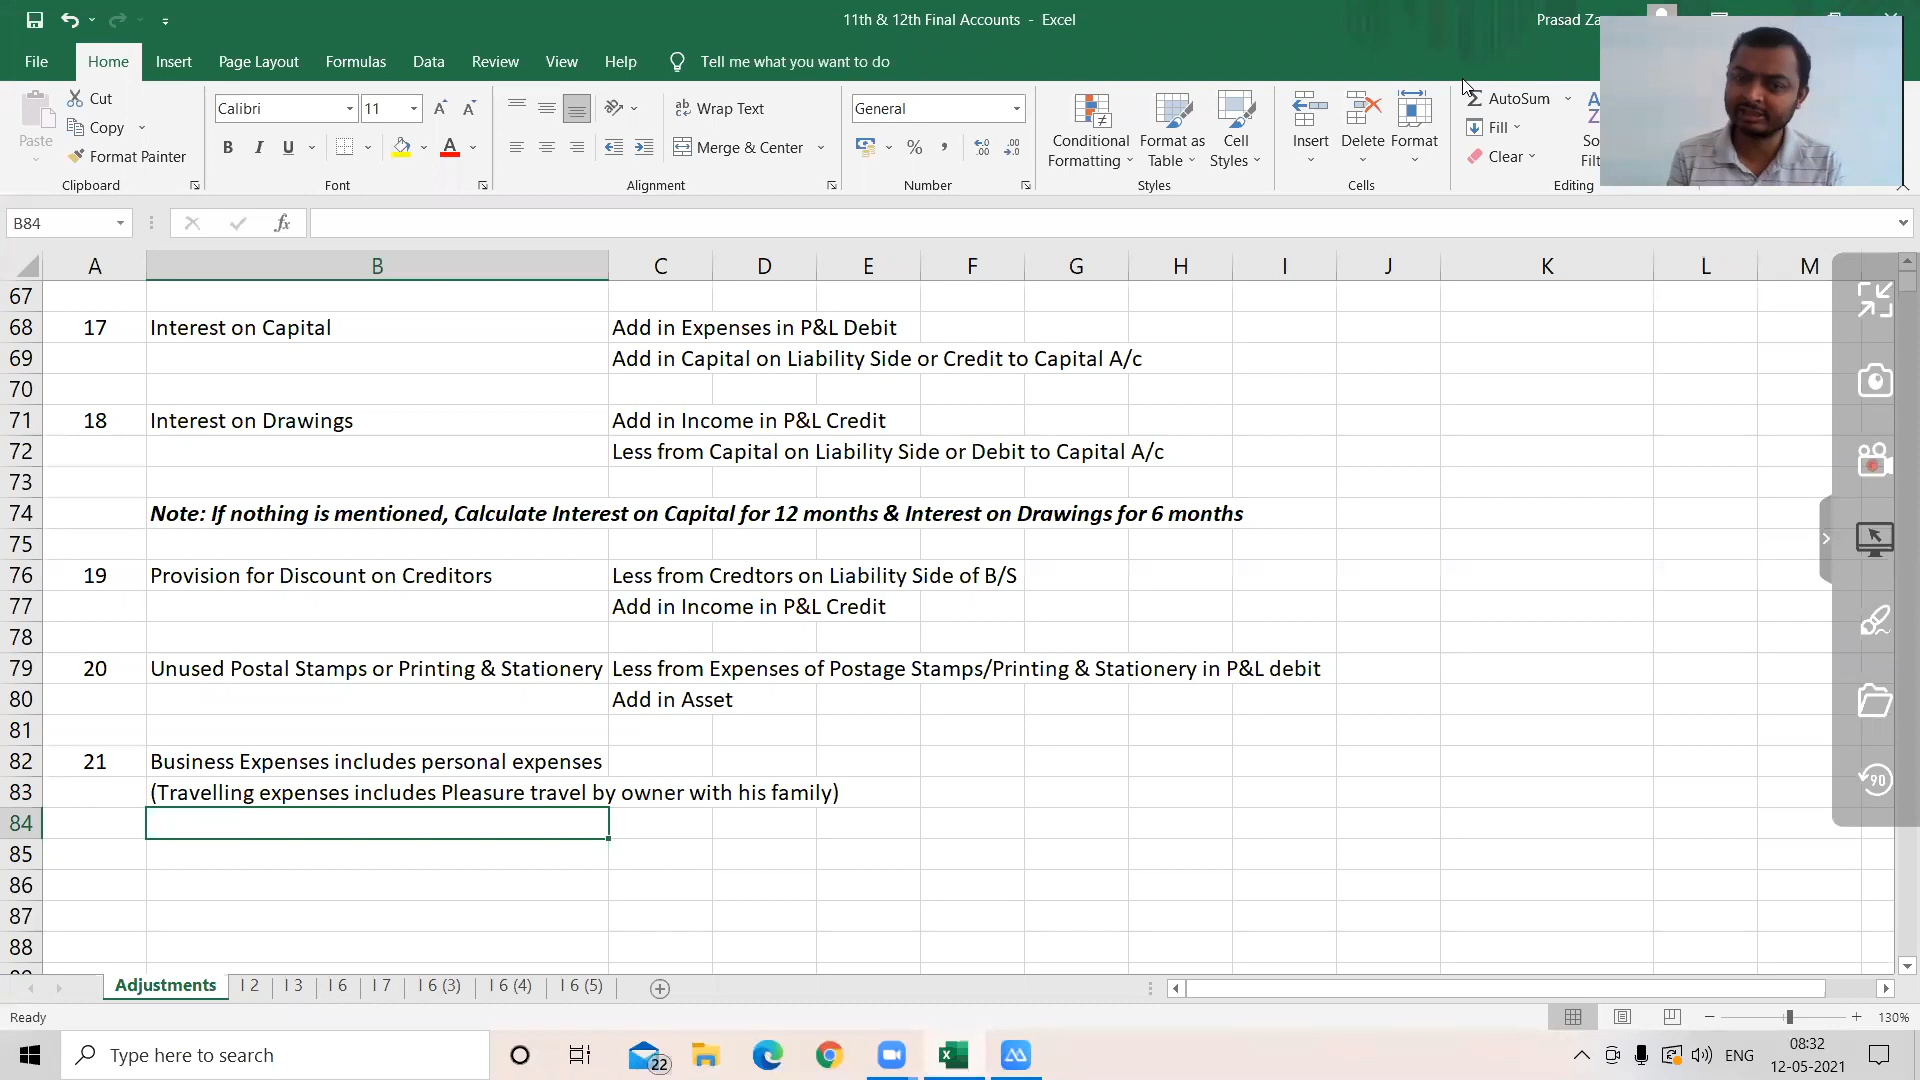 11th & 12th Final Accounts - Excel
Prasad Za
File Home Insert Page Layout Formulas Data Review View Help Tell me what you want to do
Paste
Cut
Copy
Format Painter
Clipboard
Calibri 11
B I U
Font
Wrap Text
Merge & Center
Alignment
General
Number
Conditional Formatting
Format as Table
Cell Styles
Styles
Insert Delete Format
Cells
AutoSum
Fill
Clear
Editing
B84
A B C D E F G H I J K L M
67
68 17 Interest on Capital Add in Expenses in P&L Debit
69 Add in Capital on Liability Side or Credit to Capital A/c
70
71 18 Interest on Drawings Add in Income in P&L Credit
72 Less from Capital on Liability Side or Debit to Capital A/c
73
74 Note: If nothing is mentioned, Calculate Interest on Capital for 12 months & Interest on Drawings for 6 months
75
76 19 Provision for Discount on Creditors Less from Credtors on Liability Side of B/S
77 Add in Income in P&L Credit
78
79 20 Unused Postal Stamps or Printing & Stationery Less from Expenses of Postage Stamps/Printing & Stationery in P&L debit
80 Add in Asset
81
82 21 Business Expenses includes personal expenses
83 (Travelling expenses includes Pleasure travel by owner with his family)
84
85
86
87
88
Adjustments I 2 I 3 I 6 I 7 I 6 (3) I 6 (4) I 6 (5)
Ready
130%
Type here to search
22
ENG
08:32
12-05-2021
90